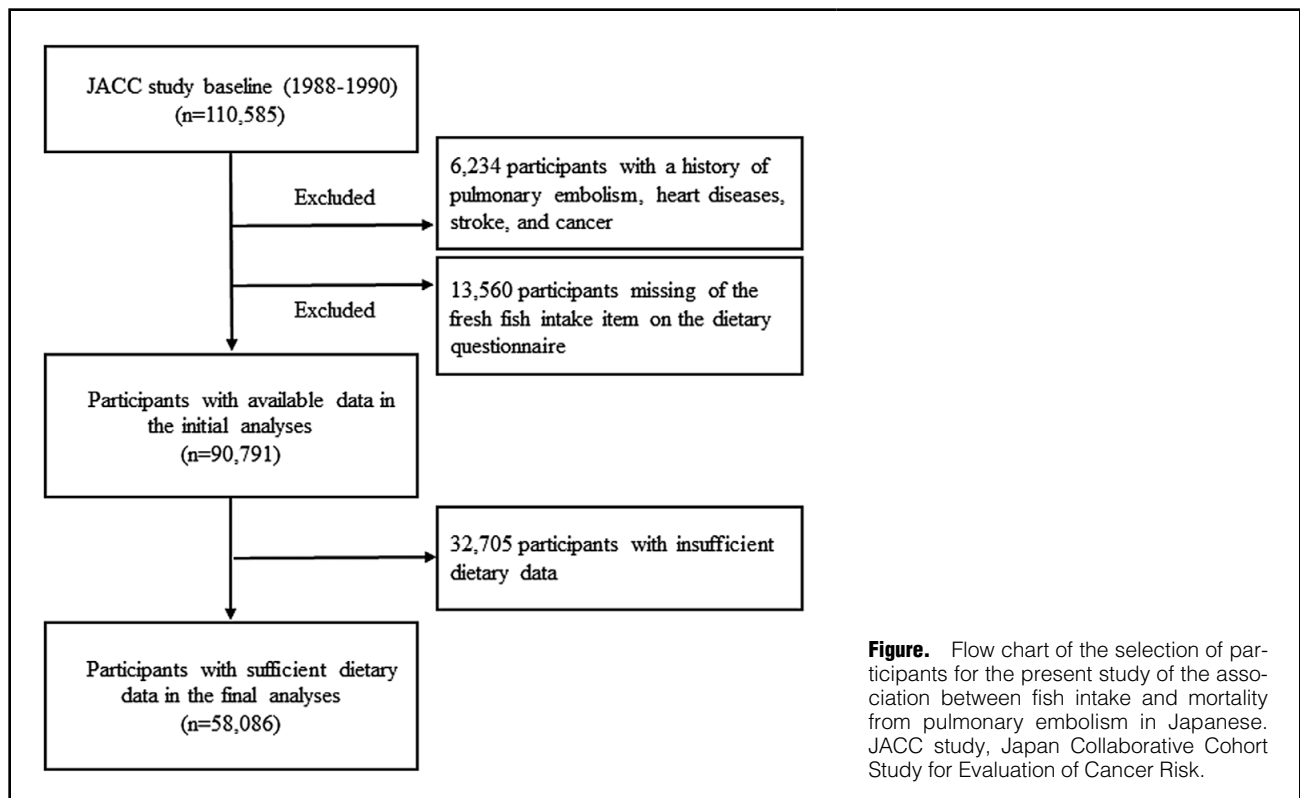 JACC study baseline (1988-1990)
(n=110,585)
Excluded
6,234 participants with a history of
pulmonary embolism, heart diseases,
stroke, and cancer
Excluded
13,560 participants missing of the
fresh fish intake item on the dietary
questionnaire
Participants with available data in
the initial analyses
(n=90,791)
32,705 participants with insufficient
dietary data
Participants with sufficient dietary
data in the final analyses
(n=58,086)
Figure. Flow chart of the selection of par-
ticipants for the present study of the asso-
ciation between fish intake and mortality
from pulmonary embolism in Japanese.
JACC study, Japan Collaborative Cohort
Study for Evaluation of Cancer Risk.